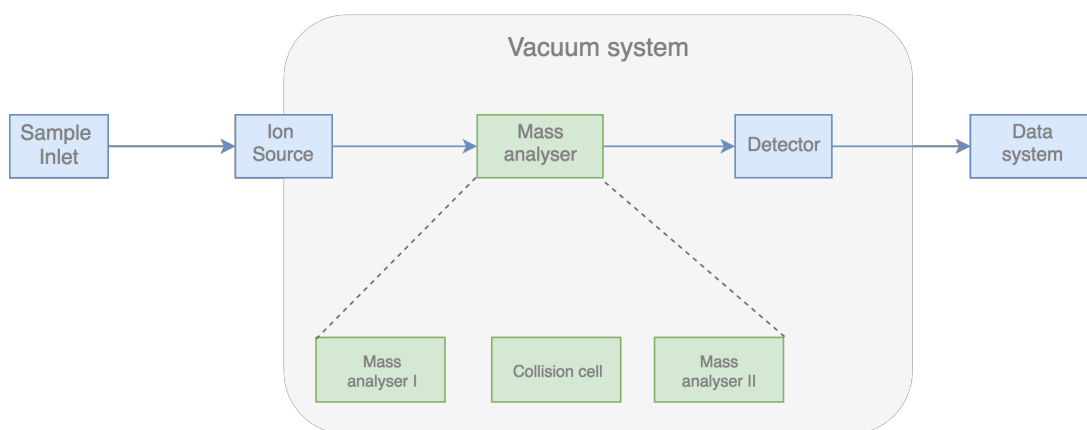 Vacuum system
Sample
Inlet
Ion
Source
Mass
analyser
Detector
Data
system
Mass
analyser I
Collision cell
Mass
analyser II